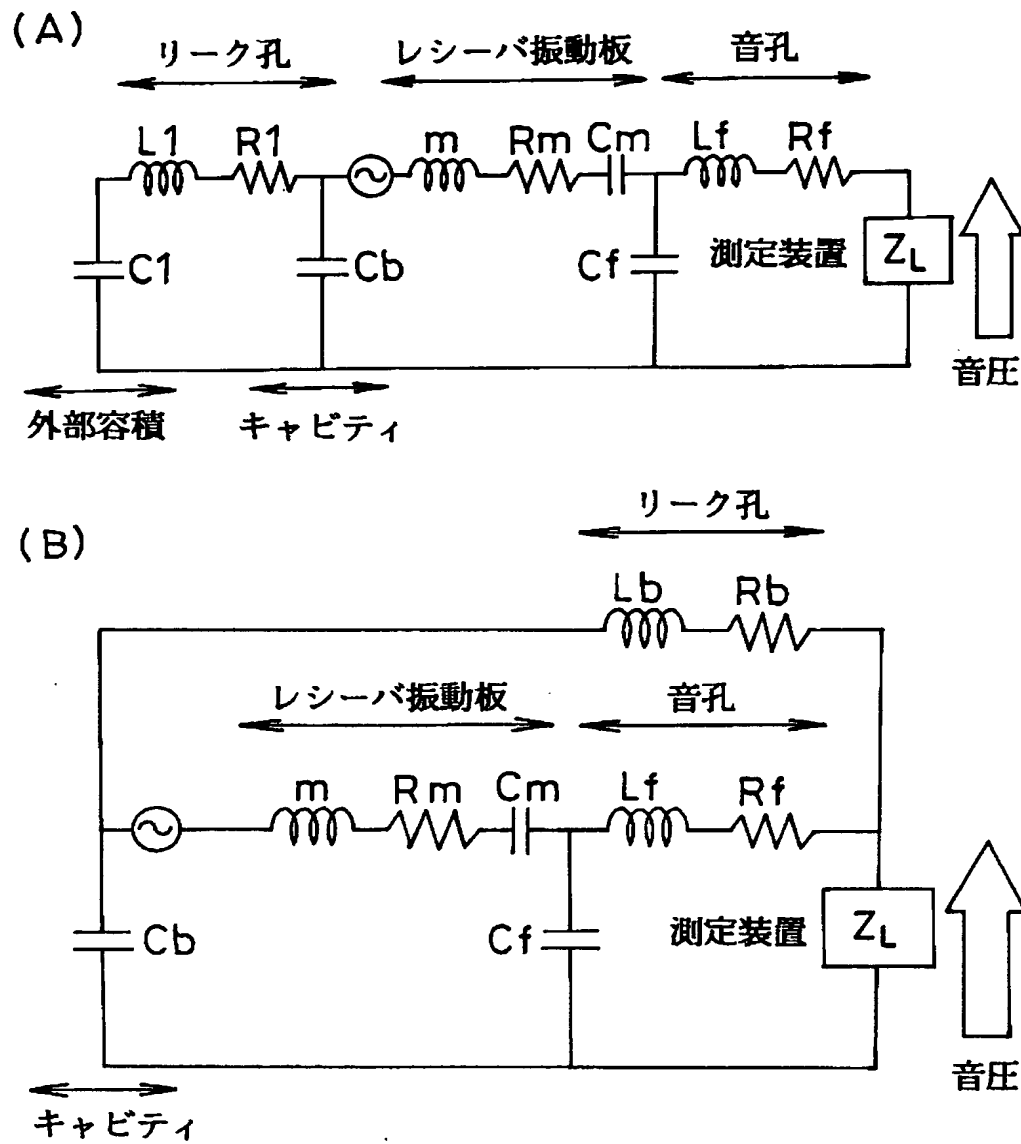 (A)
リーク孔
レシーバ振動板
音孔
L1
R1
m
Rm
Cm
Lf
Rf
C1
Cb
Cf
測定装置
ZL
音圧
外部容積
キャビティ
(B)
リーク孔
Lb
Rb
レシーバ振動板
音孔
m
Rm
Cm
Lf
Rf
Cb
Cf
測定装置
ZL
音圧
キャビティ